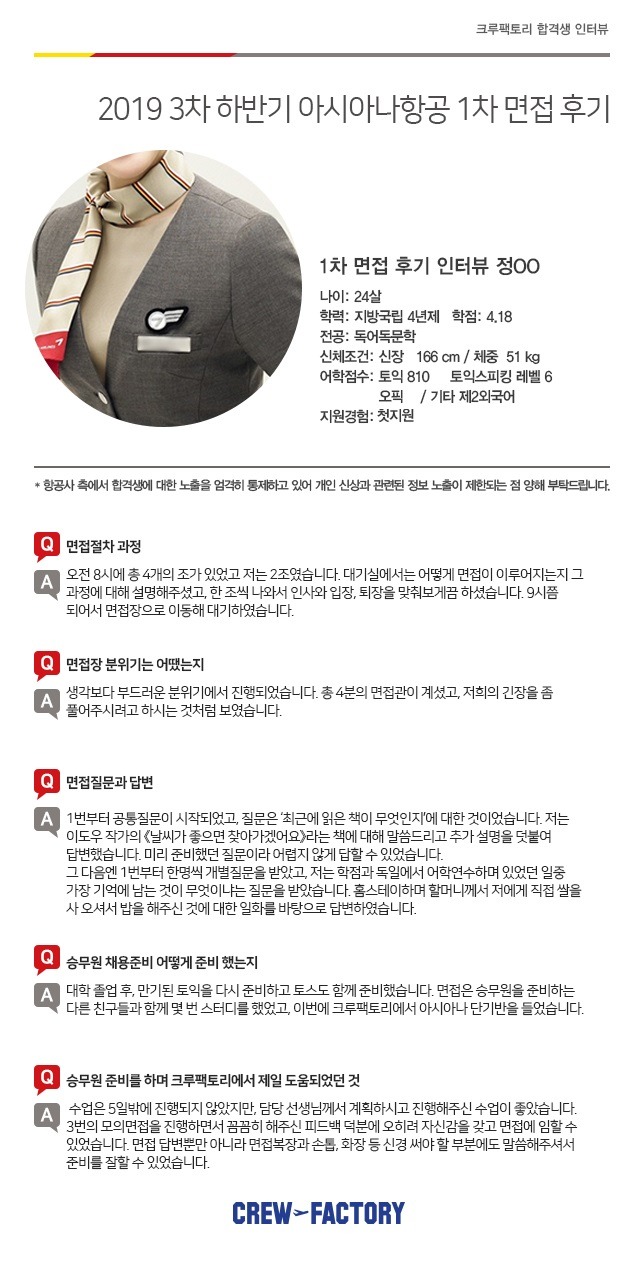 크루팩토리 합격생 인터뷰
2019 3차 하반기 아시아나항공 1차 면접 후기
1차 면접 후기 인터뷰 정OO
나이: 24살
학력: 지방국립 4년제 학점: 4.18
전공: 독어독문학
신체조건: 신장 166 cm / 체중 51 kg
어학점수: 토익 810 토익스피킹 레벨 6
오픽 / 기타 제2외국어
지원경험: 첫지원
* 항공사 측에서 합격생에 대한 노출을 엄격히 통제하고 있어 개인 신상과 관련된 정보 노출이 제한되는 점 양해 부탁드립니다.
Q 면접절차 과정
A 오전 8시에 총 4개의 조가 있었고 저는 2조였습니다. 대기실에서는 어떻게 면접이 이루어지는지 그
과정에 대해 설명해주셨고, 한 조씩 나와서 인사와 입장, 퇴장을 맞춰보게끔 하셨습니다. 9시쯤
되어서 면접장으로 이동해 대기하였습니다.
Q 면접장 분위기는 어땠는지
A 생각보다 부드러운 분위기에서 진행되었습니다. 총 4분의 면접관이 계셨고, 저희의 긴장을 좀
풀어주시려고 하시는 것처럼 보였습니다.
Q 면접질문과 답변
A 1번부터 공통질문이 시작되었고, 질문은 '최근에 읽은 책이 무엇인지'에 대한 것이었습니다. 저는
이도우 작가의 《날씨가 좋으면 찾아가겠어요》라는 책에 대해 말씀드리고 추가 설명을 덧붙여
답변했습니다. 미리 준비했던 질문이라 어렵지 않게 답할 수 있었습니다.
그 다음엔 1번부터 한명씩 개별질문을 받았고, 저는 학점과 독일에서 어학연수하며 있었던 일중
가장 기억에 남는 것이 무엇이냐는 질문을 받았습니다. 홈스테이하며 할머니께서 저에게 직접 쌀을
사 오셔서 밥을 해주신 것에 대한 일화를 바탕으로 답변하였습니다.
Q 승무원 채용준비 어떻게 준비 했는지
A 대학 졸업 후, 만기된 토익을 다시 준비하고 토스도 함께 준비했습니다. 면접은 승무원을 준비하는
다른 친구들과 함께 몇 번 스터디를 했었고, 이번에 크루팩토리에서 아시아나 단기반을 들었습니다.
Q 승무원 준비를 하며 크루팩토리에서 제일 도움되었던 것
A 수업은 5일밖에 진행되지 않았지만, 담당 선생님께서 계획하시고 진행해주신 수업이 좋았습니다.
3번의 모의면접을 진행하면서 꼼꼼히 해주신 피드백 덕분에 오히려 자신감을 갖고 면접에 임할 수
있었습니다. 면접 답변뿐만 아니라 면접복장과 손톱, 화장 등 신경 써야 할 부분에도 말씀해주셔서
준비를 잘할 수 있었습니다.
CREW FACTORY